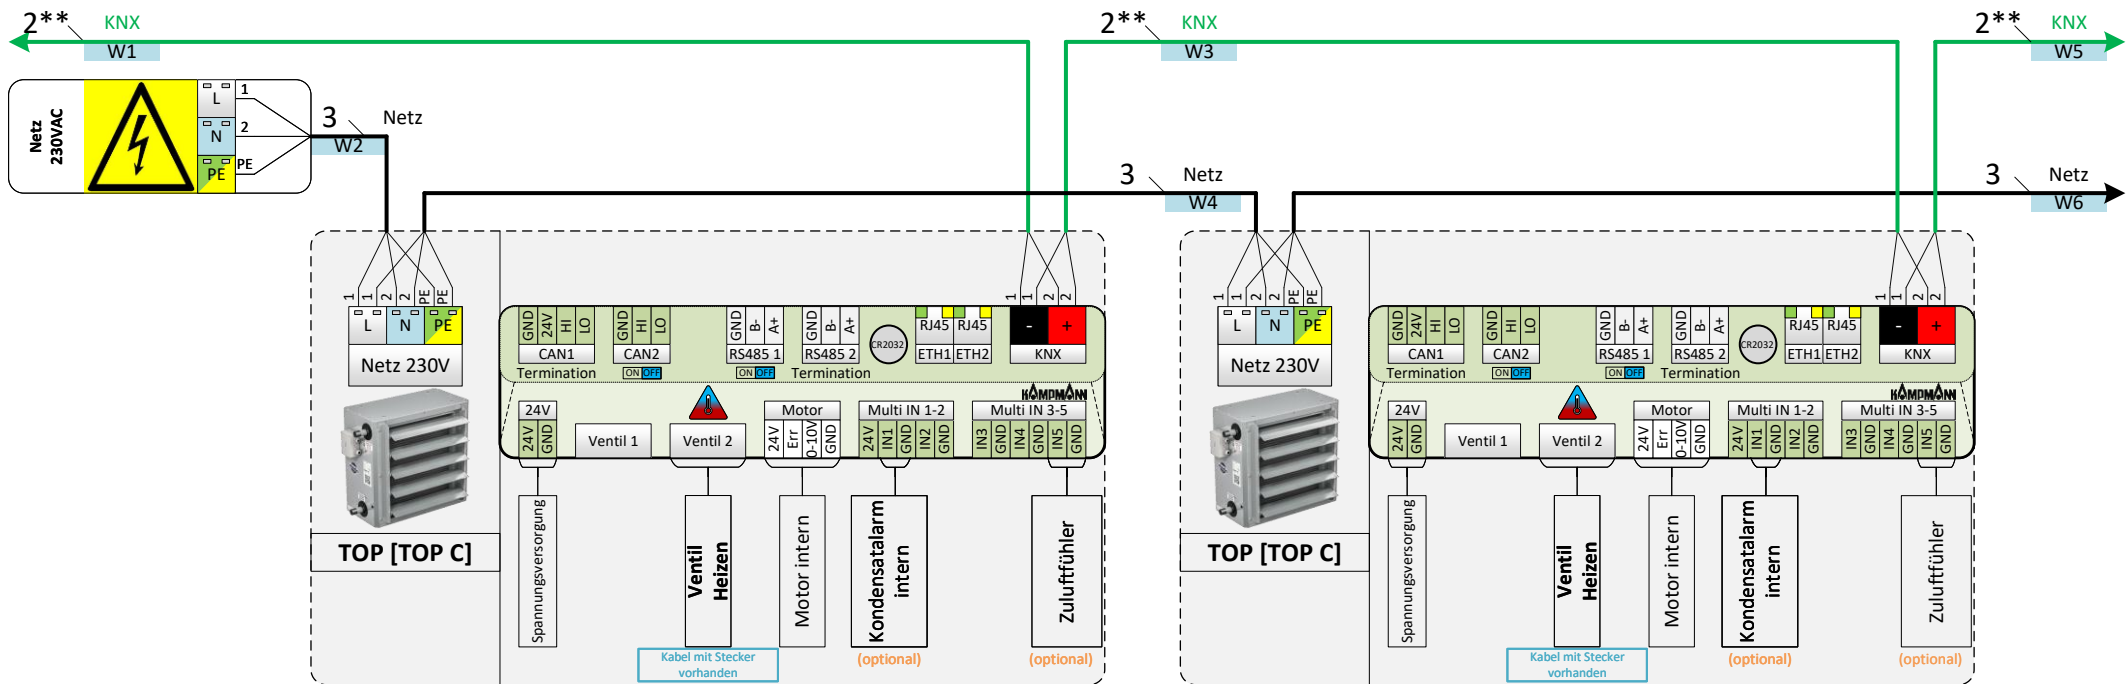 2** KNX
W1
2** KNX
W3
2** KNX
W5
Netz
230VAC
L 1
N 2
PE PE
3 Netz
W2
3 Netz
W4
3 Netz
W6
1 1 2 2 PE PE
L N PE
Netz 230V
TOP [TOP C]
1 1 2 2
GND 24V HI LO
CAN1
GND HI LO
CAN2
GND B- A+
RS485 1
GND B- A+
RS485 2
CR2032
RJ45 RJ45
ETH1 ETH2
- +
KNX
Termination
ON OFF
ON OFF
Termination
KAMPMANN
24V
24V GND
Ventil 1
Ventil 2
Motor
24V Err 0-10V GND
Multi IN 1-2
24V IN1 GND IN2 GND
Multi IN 3-5
IN3 GND IN4 GND IN5 GND
Spannungsversorgung
Ventil
Heizen
Motor intern
Kondensatalarm
intern
Zuluftfühler
Kabel mit Stecker
vorhanden
(optional)
(optional)
1 1 2 2 PE PE
L N PE
Netz 230V
TOP [TOP C]
1 1 2 2
GND 24V HI LO
CAN1
GND HI LO
CAN2
GND B- A+
RS485 1
GND B- A+
RS485 2
CR2032
RJ45 RJ45
ETH1 ETH2
- +
KNX
Termination
ON OFF
ON OFF
Termination
KAMPMANN
24V
24V GND
Ventil 1
Ventil 2
Motor
24V Err 0-10V GND
Multi IN 1-2
24V IN1 GND IN2 GND
Multi IN 3-5
IN3 GND IN4 GND IN5 GND
Spannungsversorgung
Ventil
Heizen
Motor intern
Kondensatalarm
intern
Zuluftfühler
Kabel mit Stecker
vorhanden
(optional)
(optional)